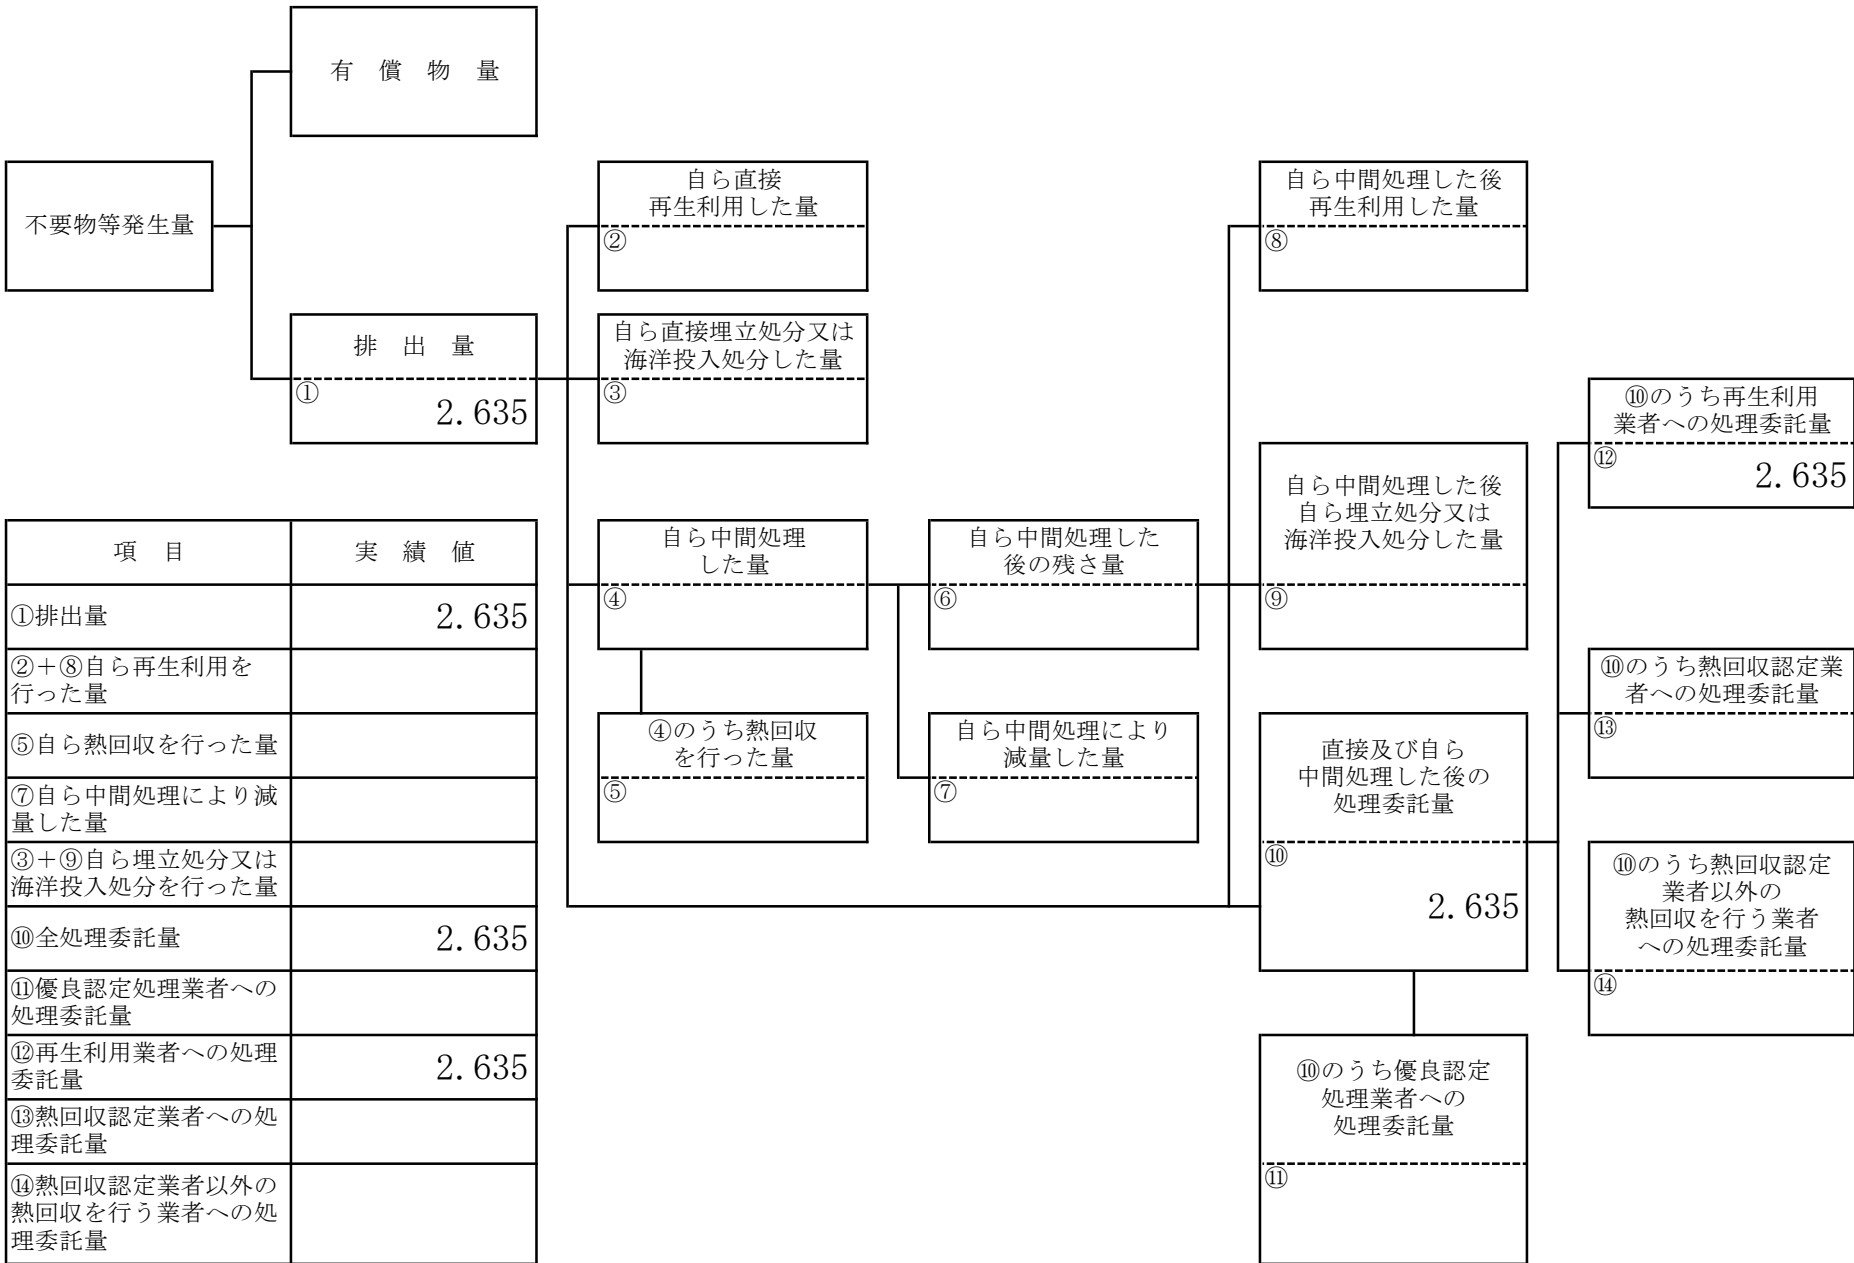 有 償 物 量
不要物等発生量
排 出 量
①
2.635
自ら直接
再生利用した量
②
自ら直接埋立処分又は
海洋投入処分した量
③
自ら中間処理
した量
④
④のうち熱回収
を行った量
⑤
自ら中間処理した
後の残さ量
⑥
自ら中間処理により
減量した量
⑦
自ら中間処理した後
再生利用した量
⑧
自ら中間処理した後
自ら埋立処分又は
海洋投入処分した量
⑨
直接及び自ら
中間処理した後の
処理委託量
⑩
2.635
⑩のうち優良認定
処理業者への
処理委託量
⑪
⑩のうち再生利用
業者への処理委託量
⑫
2.635
⑩のうち熱回収認定業
者への処理委託量
⑬
⑩のうち熱回収認定
業者以外の
熱回収を行う業者
への処理委託量
⑭
項 目 実 績 値
①排出量 2.635
②＋⑧自ら再生利用を
行った量
⑤自ら熱回収を行った量
⑦自ら中間処理により減
量した量
③＋⑨自ら埋立処分又は
海洋投入処分を行った量
⑩全処理委託量 2.635
⑪優良認定処理業者への
処理委託量
⑫再生利用業者への処理
委託量 2.635
⑬熱回収認定業者への処
理委託量
⑭熱回収認定業者以外の
熱回収を行う業者への処
理委託量